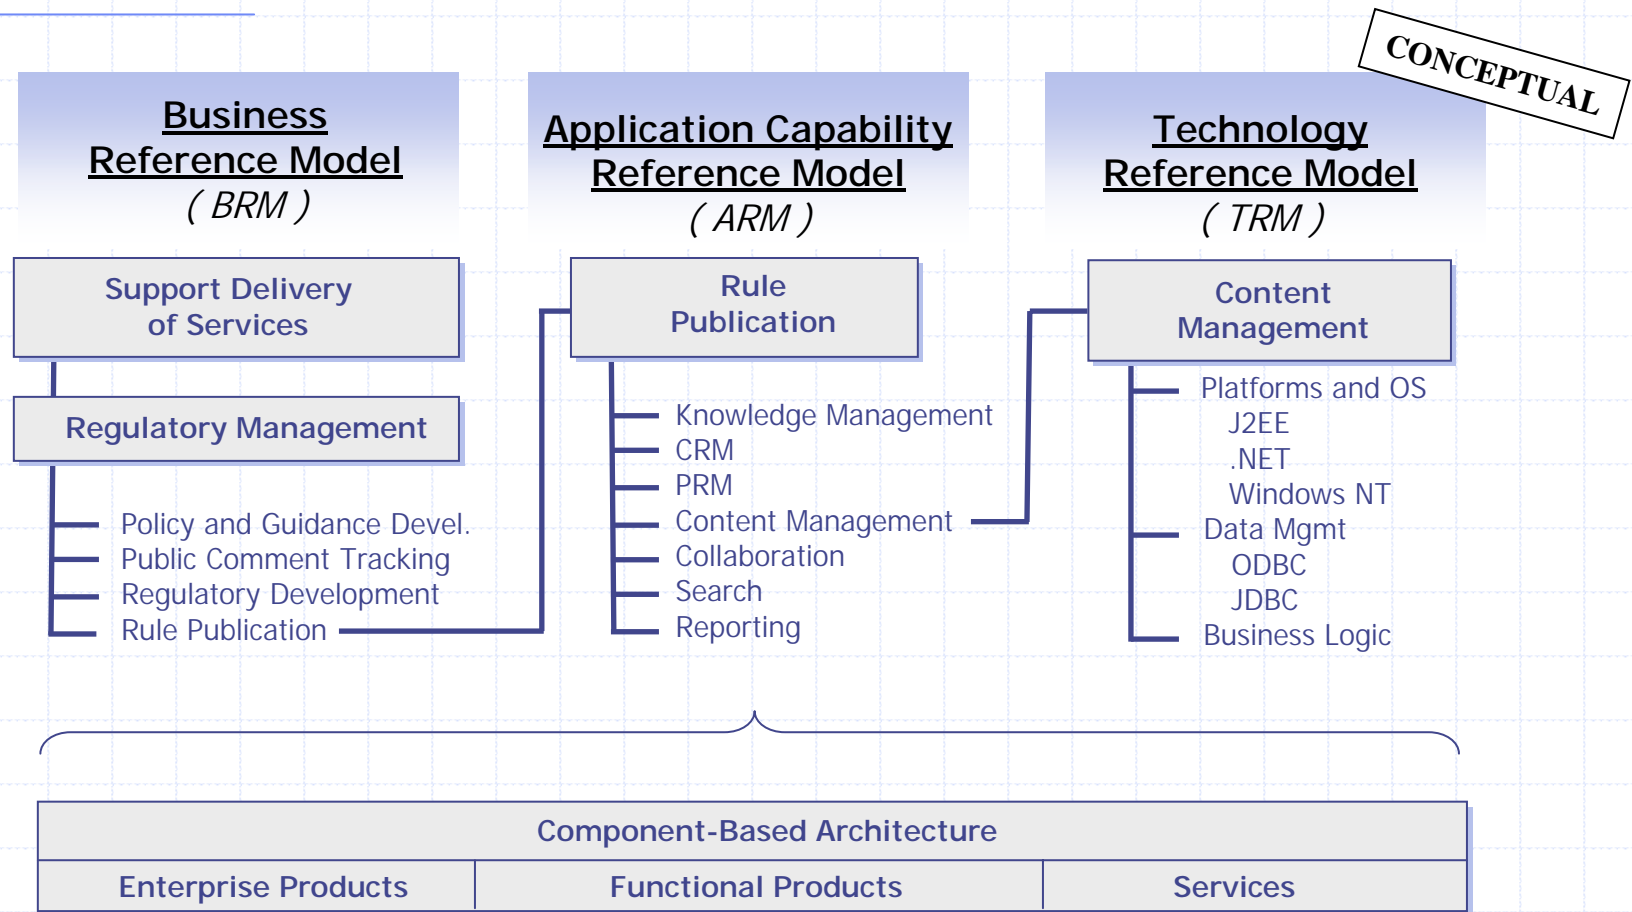 CONCEPTUAL
Business
Reference Model
( BRM )
Support Delivery
of Services
Regulatory Management
Policy and Guidance Devel.
Public Comment Tracking
Regulatory Development
Rule Publication
Application Capability
Reference Model
( ARM )
Rule
Publication
Knowledge Management
CRM
PRM
Content Management
Collaboration
Search
Reporting
Technology
Reference Model
( TRM )
Content
Management
Platforms and OS
J2EE
.NET
Windows NT
Data Mgmt
ODBC
JDBC
Business Logic
Component-Based Architecture
Enterprise Products
Functional Products
Services